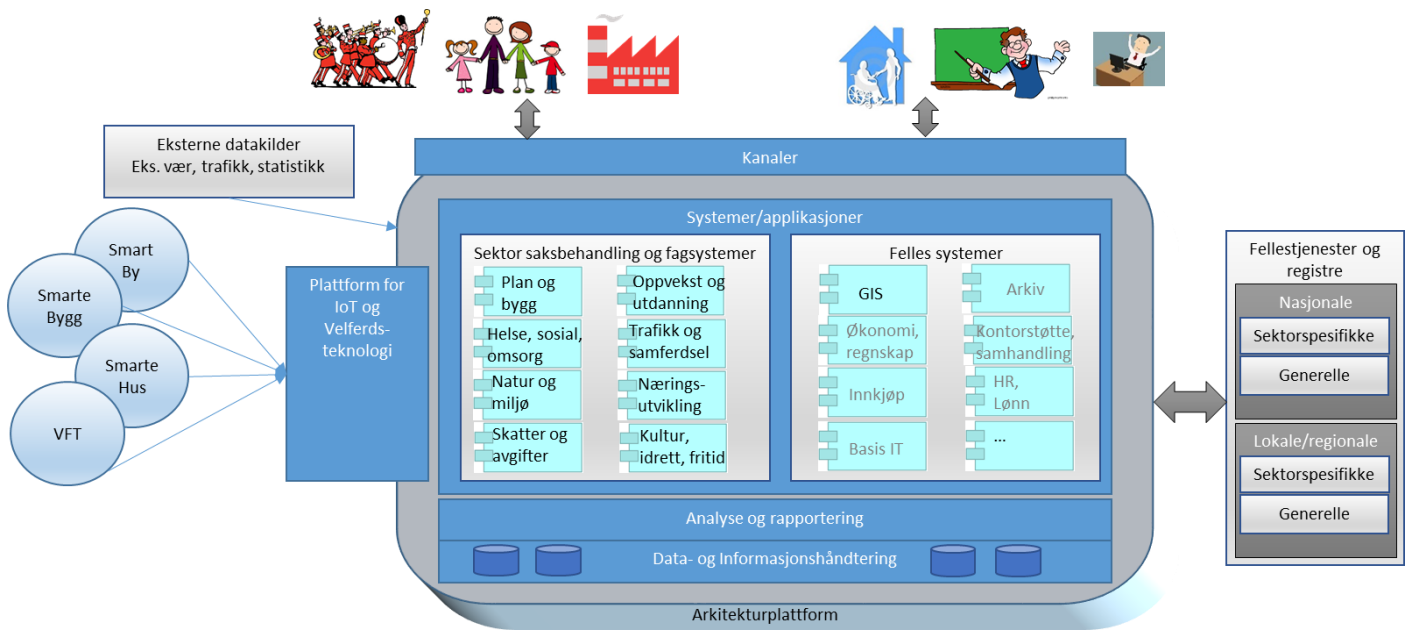 Kanaler
Eksterne datakilder
Eks. vær, trafikk, statistikk
Smart
By
Smarte
Bygg
Smarte
Hus
VFT
Plattform for
IoT og
Velferds-
teknologi
Systemer/applikasjoner
Sektor saksbehandling og fagsystemer
Plan og
bygg
Oppvekst og
utdanning
Helse, sosial,
omsorg
Trafikk og
samferdsel
Natur og
miljø
Nærings-
utvikling
Skatter og
avgifter
Kultur,
idrett, fritid
Felles systemer
GIS
Arkiv
Økonomi,
regnskap
Kontorstøtte,
samhandling
Innkjøp
HR,
Lønn
Basis IT
...
Analyse og rapportering
Data- og Informasjonshåndtering
Arkitekturplattform
Fellestjenester og
registre
Nasjonale
Sektorspesifikke
Generelle
Lokale/regionale
Sektorspesifikke
Generelle